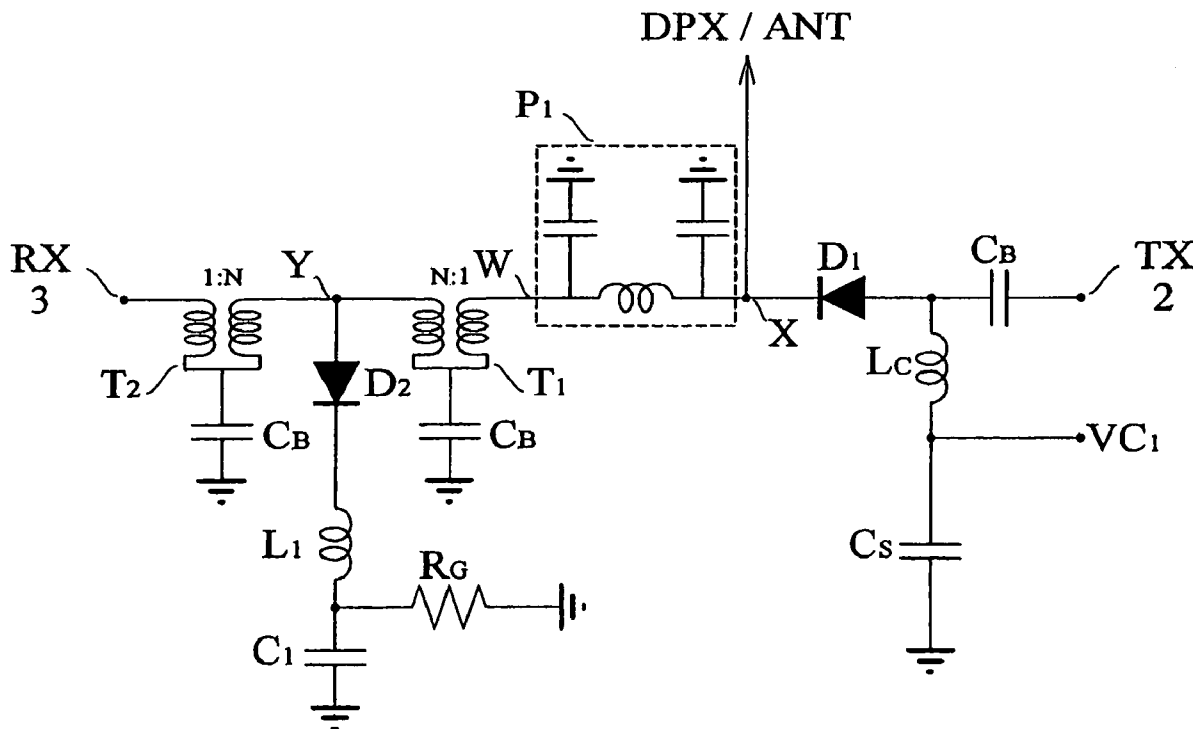 DPX / ANT
P1
RX
3
1:N
Y
N:1
W
D1
CB
TX
2
X
T2
D2
T1
LC
CB
CB
VC1
L1
RG
CS
C1